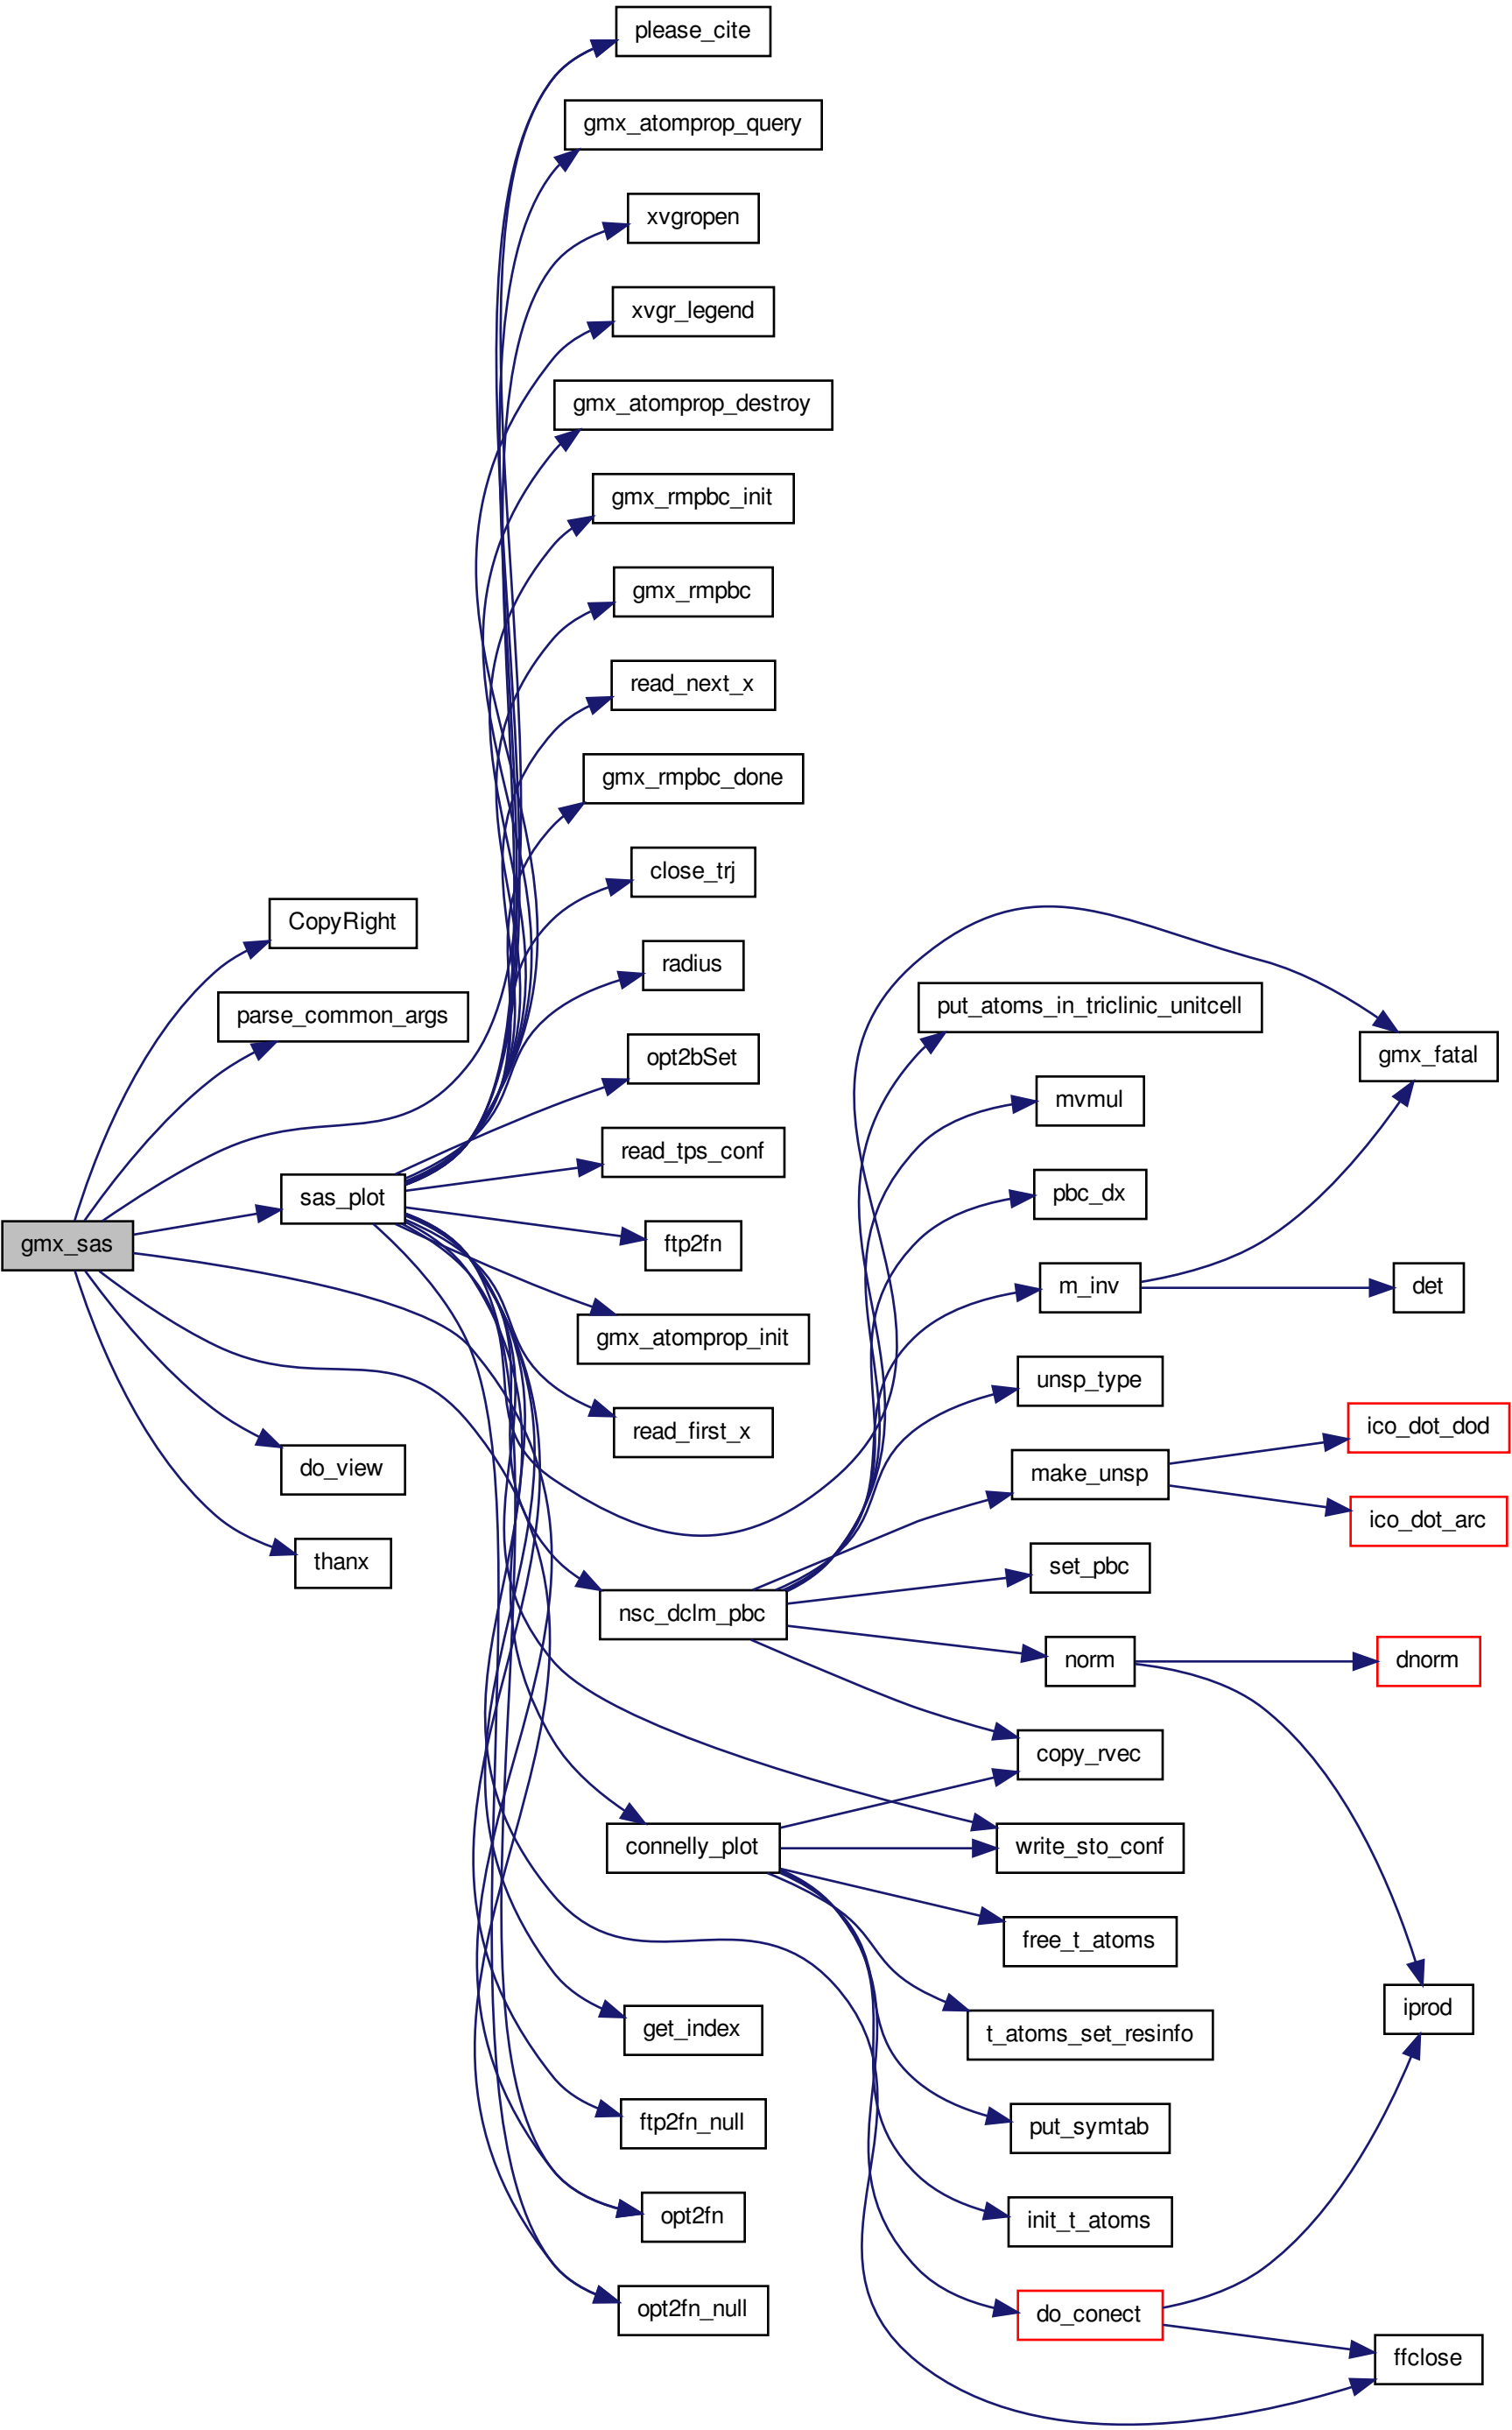 please_cite
gmx_atomprop_query
xvgropen
xvgr_legend
gmx_atomprop_destroy
gmx_rmpbc_init
gmx_rmpbc
read_next_x
gmx_rmpbc_done
close_trj
CopyRight
radius
put_atoms_in_triclinic_unitcell
parse_common_args
opt2bSet
gmx_fatal
mvmul
read_tps_conf
sas_plot
pbc_dx
gmx_sas
ftp2fn
m_inv
det
gmx_atomprop_init
unsp_type
read_first_x
ico_dot_dod
do_view
make_unsp
ico_dot_arc
thanx
set_pbc
nsc_dclm_pbc
norm
dnorm
copy_rvec
connelly_plot
write_sto_conf
free_t_atoms
iprod
get_index
t_atoms_set_resinfo
ftp2fn_null
put_symtab
opt2fn
init_t_atoms
opt2fn_null
do_conect
ffclose